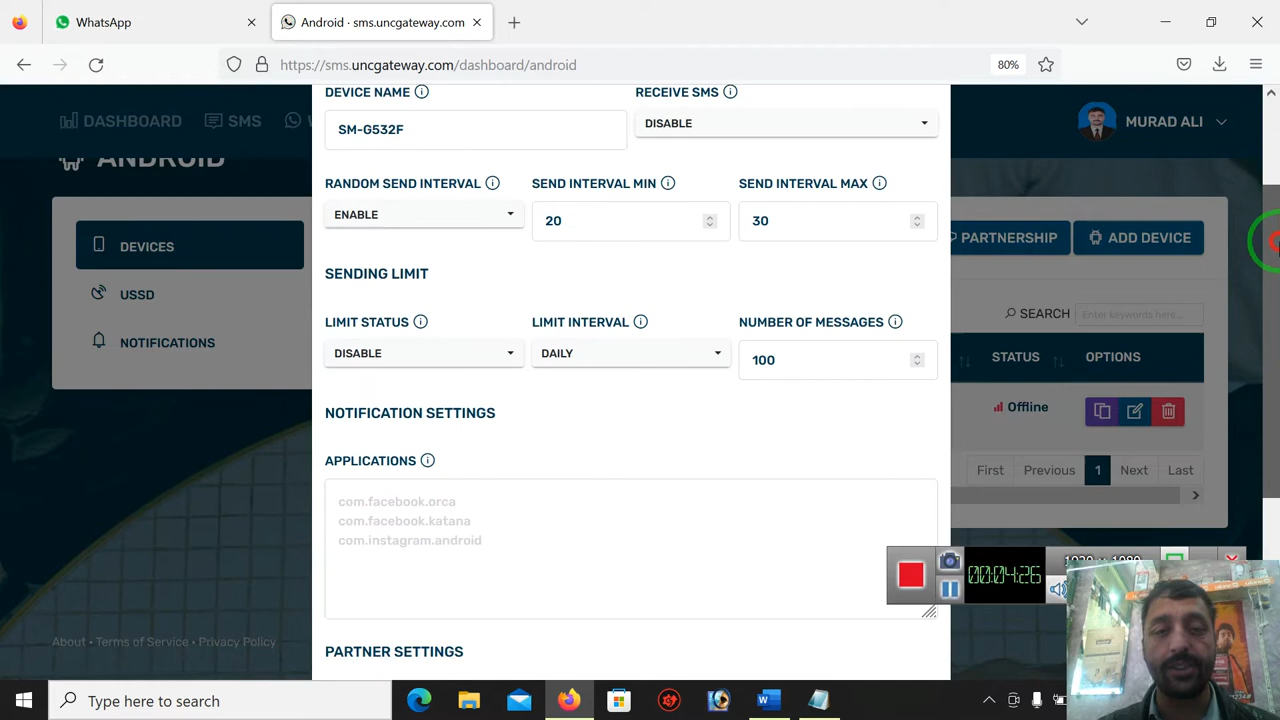 WhatsApp
Android · sms.uncgateway.com
https://sms.uncgateway.com/dashboard/android
80%
DASHBOARD
SMS
MURAD ALI
ANDROID
DEVICES
USSD
NOTIFICATIONS
DEVICE NAME
RECEIVE SMS
SM-G532F
DISABLE
RANDOM SEND INTERVAL
SEND INTERVAL MIN
SEND INTERVAL MAX
ENABLE
20
30
SENDING LIMIT
LIMIT STATUS
LIMIT INTERVAL
NUMBER OF MESSAGES
DISABLE
DAILY
100
NOTIFICATION SETTINGS
APPLICATIONS
com.facebook.orca
com.facebook.katana
com.instagram.android
PARTNER SETTINGS
PARTNERSHIP
ADD DEVICE
SEARCH
Enter keywords here...
STATUS
OPTIONS
Offline
First
Previous
1
Next
Last
00:04:26
About · Terms of Service · Privacy Policy
Type here to search